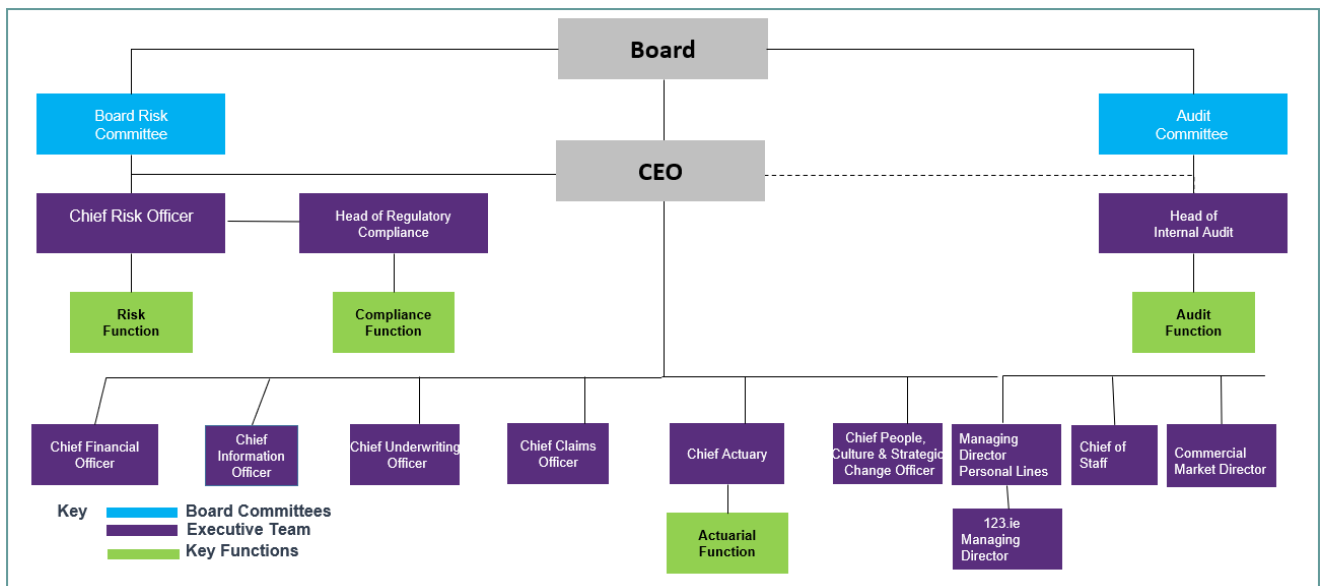 Board
Board Risk
Committee
Audit
Committee
CEO
Chief Risk Officer
Head of Regulatory
Compliance
Head of
Internal Audit
Risk
Function
Compliance
Function
Audit
Function
Chief Financial
Officer
Chief
Information
Officer
Chief Underwriting
Officer
Chief Claims
Officer
Chief Actuary
Chief People,
Culture & Strategic
Change Officer
Managing
Director
Personal Lines
Chief of
Staff
Commercial
Market Director
Actuarial
Function
123.ie
Managing
Director
Key
Board Committees
Executive Team
Key Functions